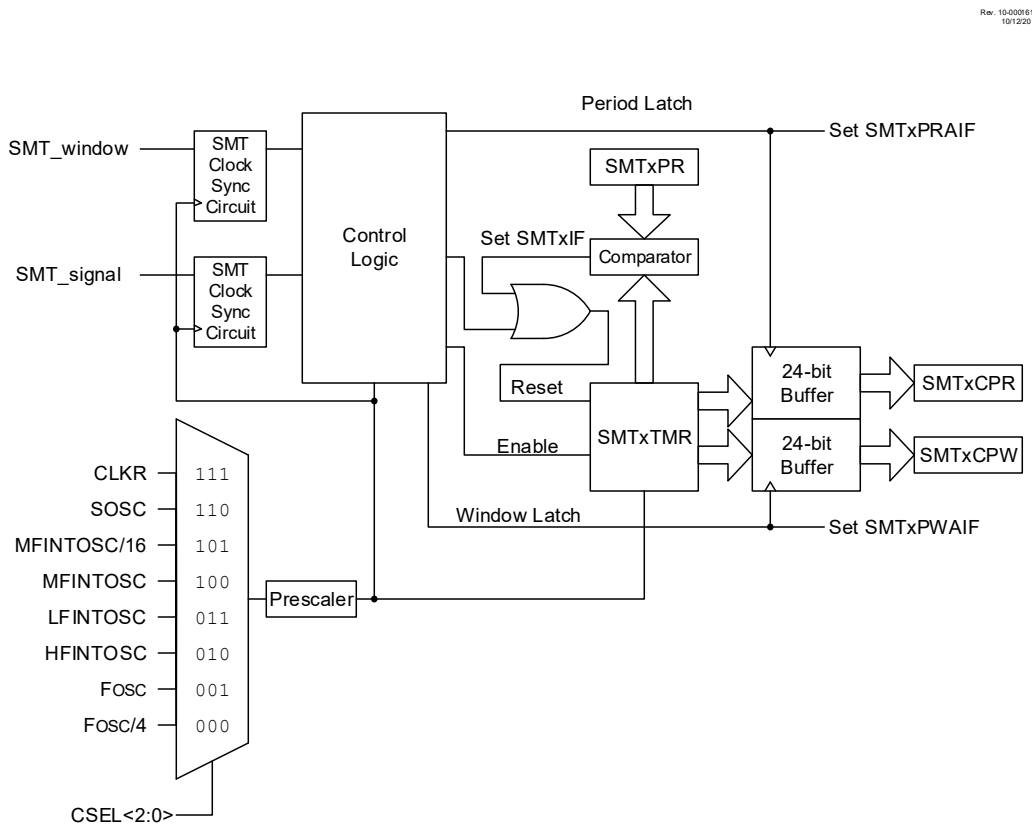 Rev. 10-000161
10/12/20
Period Latch
Set SMTxPRAIF
SMT_window
SMT
Clock
Sync
Circuit
SMTxPR
Control
Logic
Set SMTxIF
Comparator
SMT_signal
SMT
Clock
Sync
Circuit
24-bit
Buffer
SMTxCPR
Reset
SMTxTMR
Enable
24-bit
Buffer
SMTxCPW
Window Latch
Set SMTxPWAIF
CLKR 111
SOSC 110
MFINTOSC/16 101
MFINTOSC 100
Prescaler
LFINTOSC 011
HFINTOSC 010
FOSC 001
FOSC/4 000
CSEL<2:0>